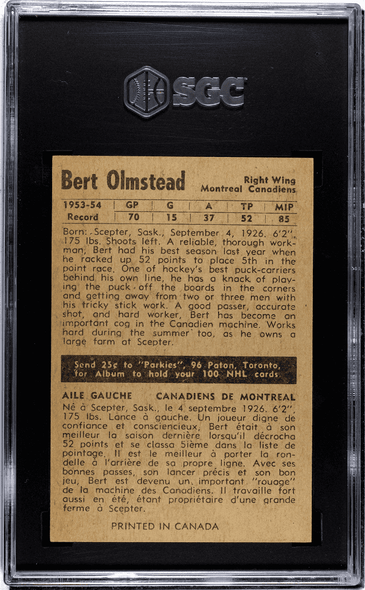 SGC
Bert Olmstead
Right Wing
Montreal Canadiens
1953-54 GP G A TP MIP
Record 70 15 37 52 85
Born: Scepter, Sask., September 4, 1926. 6'2".
175 lbs. Shoots left. A reliable, thorough work-
man, Bert had his best season last year when
he racked up 52 points to place 5th in the
point race. One of hockey's best puck-carriers
behind his own line, he has a knack of play-
ing the puck off the boards in the corners
and getting away from two or three men with
his tricky stick work. A good passer, accurate
shot, and hard worker, Bert has become an
important cog in the Canadien machine. Works
hard during the summer too, as he owns a
large farm at Scepter.
Send 25¢ to "Parkies", 96 Paton, Toronto,
for Album to hold your 100 NHL cards.
AILE GAUCHE CANADIENS DE MONTREAL
Né à Scepter, Sask., le 4 septembre 1926. 6'2".
175 lbs. Lance à gauche. Un joueur digne de
confiance et consciencieux, Bert était à son
meilleur la saison dernière lorsqu'il décrocha
52 points et se classa 5ième dans la liste de
pointage. Il est le meilleur à porter la ron-
delle à l'arrière de sa propre ligne. Avec ses
bonnes passes, son lancer précis et son bon
jeu, Bert est devenu un important "rouage"
de la machine des Canadiens. Il travaille fort
aussi en été, étant propriétaire d'une grande
ferme à Scepter.
PRINTED IN CANADA